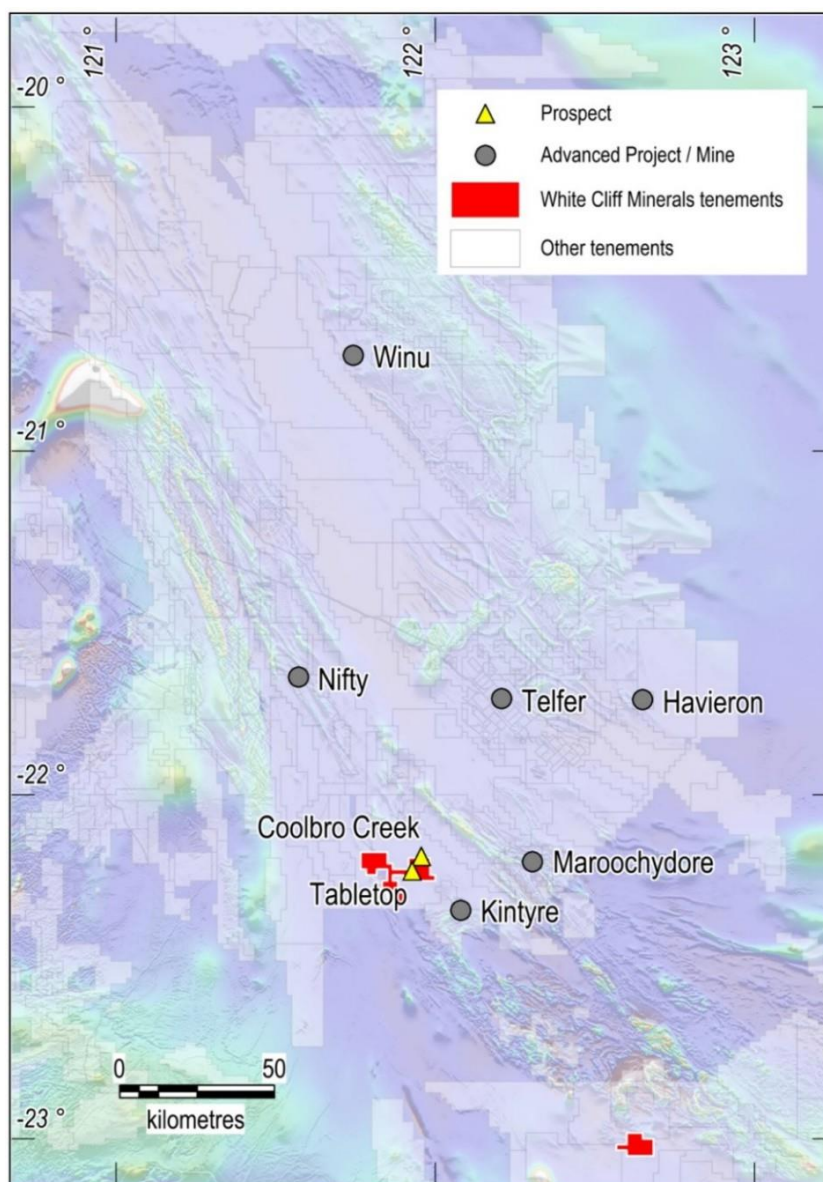 121°
122°
123°
-20°
Prospect
Advanced Project / Mine
White Cliff Minerals tenements
Other tenements
Winu
-21°
Nifty
Telfer
Havieron
-22°
Coolbro Creek
Maroochydore
Tabletop
Kintyre
0 50
kilometres
-23°